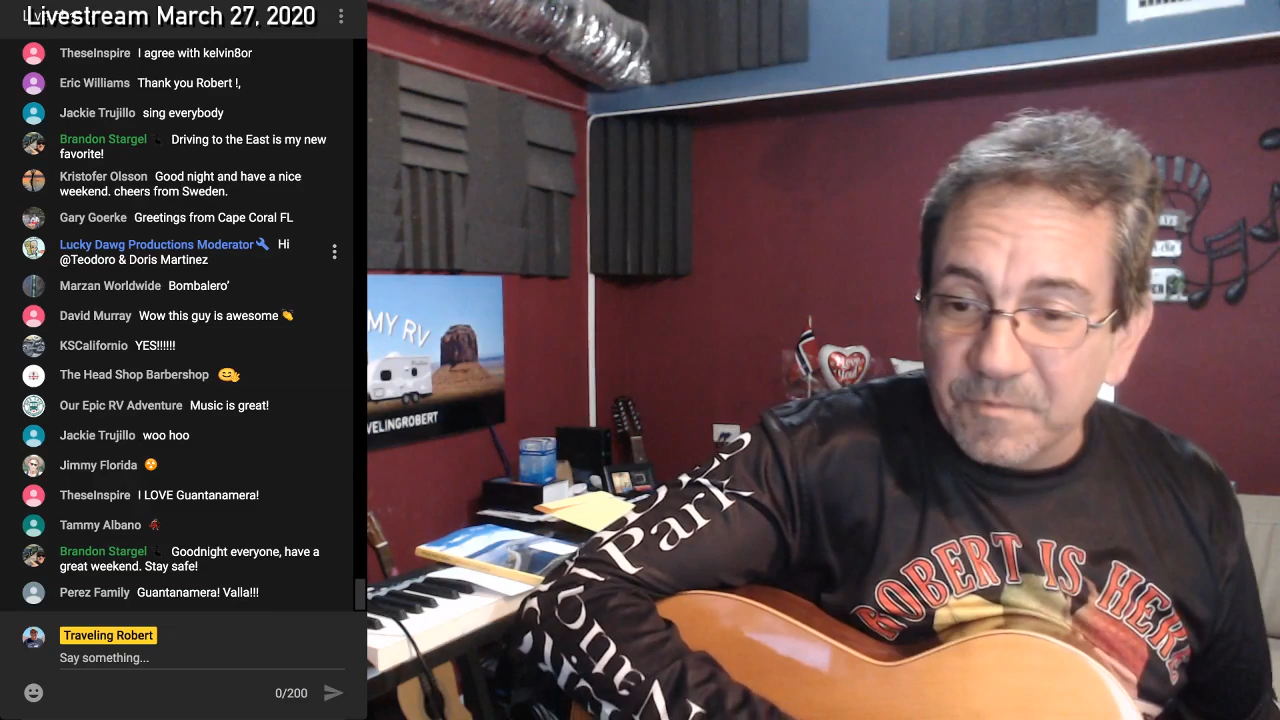 Livestream March 27, 2020
TheseInspire I agree with kelvin8or
Eric Williams Thank you Robert !,
Jackie Trujillo sing everybody
Brandon Stargel Driving to the East is my new
favorite!
Kristofer Olsson Good night and have a nice
weekend. cheers from Sweden.
Gary Goerke Greetings from Cape Coral FL
Lucky Dawg Productions Moderator Hi
@Teodoro & Doris Martinez
Marzan Worldwide Bombalero’
David Murray Wow this guy is awesome
KSCalifornio YES!!!!!!
The Head Shop Barbershop
Our Epic RV Adventure Music is great!
Jackie Trujillo woo hoo
Jimmy Florida
TheseInspire I LOVE Guantanamera!
Tammy Albano
Brandon Stargel Goodnight everyone, have a
great weekend. Stay safe!
Perez Family Guantanamera! Valla!!!
Traveling Robert
Say something...
0/200
MY RV
VELINGROBERT
Park
ROBERT IS HERE